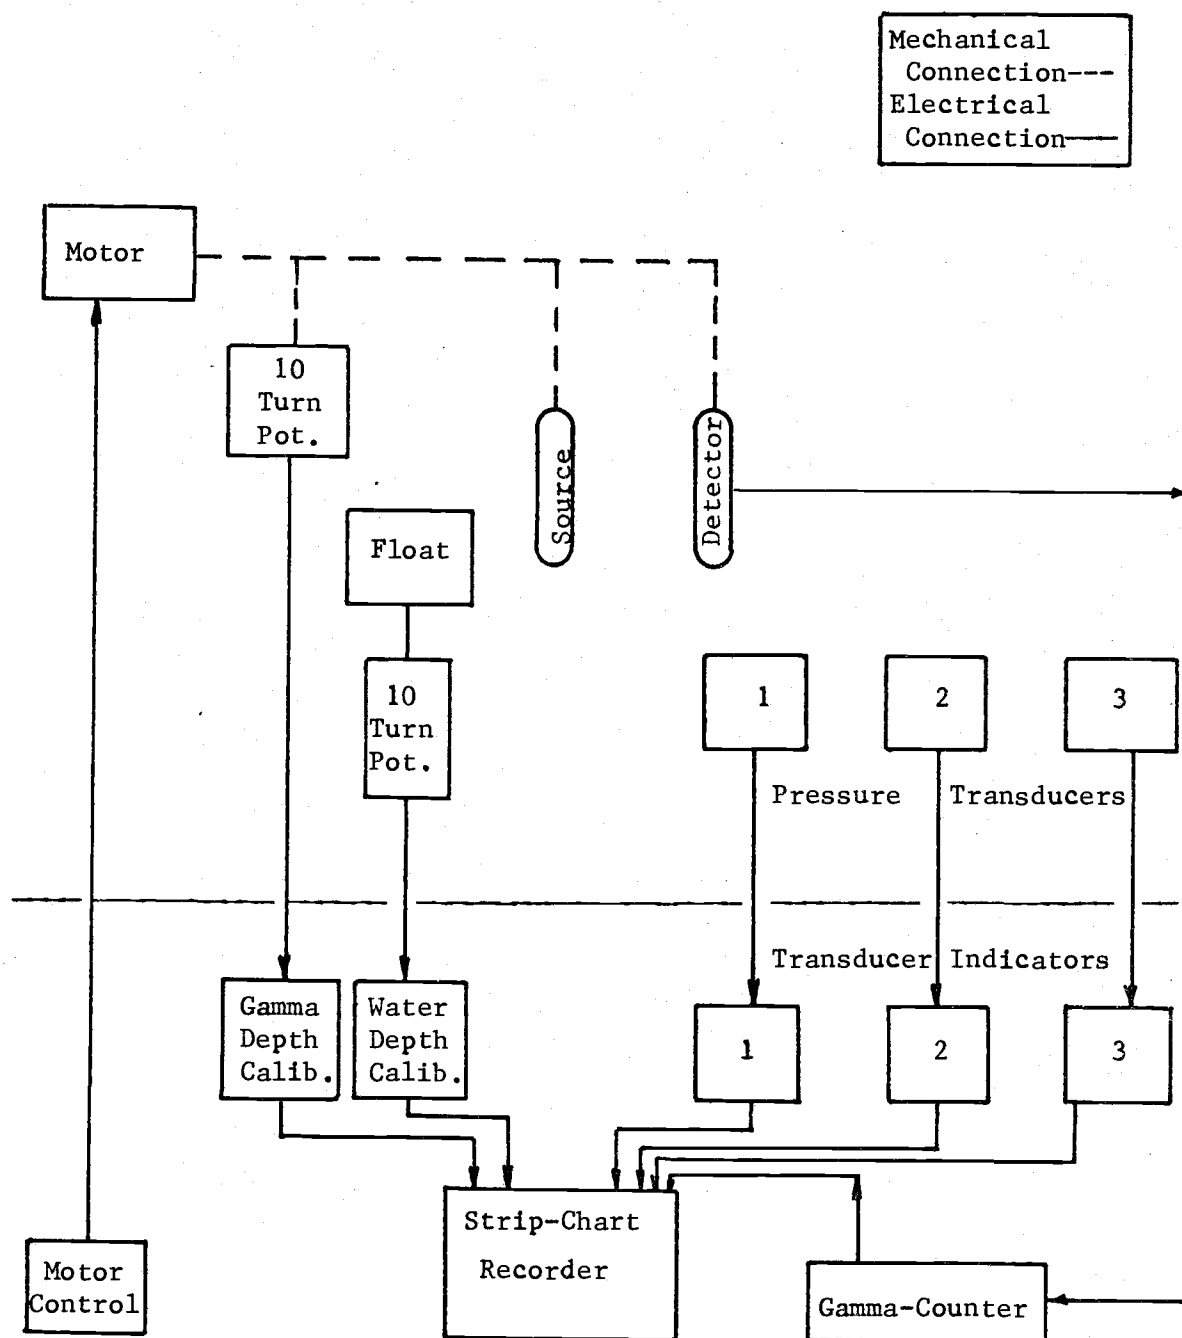 Mechanical
Connection---
Electrical
Connection—
Motor
10
Turn
Pot.
Source
Detector
Float
10
Turn
Pot.
1
2
3
Pressure Transducers
Transducer Indicators
Gamma
Depth
Calib.
Water
Depth
Calib.
1
2
3
Strip-Chart
Recorder
Motor
Control
Gamma-Counter